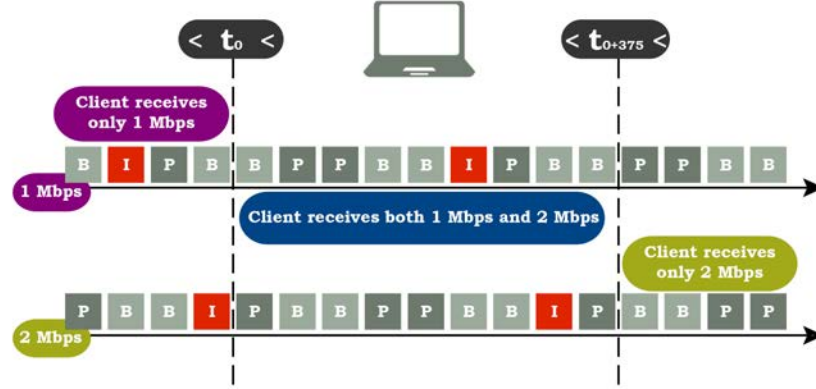 < t0 <
< t0+375 <
Client receives
only 1 Mbps
B I P B B P P B B I P B B P P B B
1 Mbps
Client receives both 1 Mbps and 2 Mbps
Client receives
only 2 Mbps
P B B I P B B P P B B I P B B P P
2 Mbps